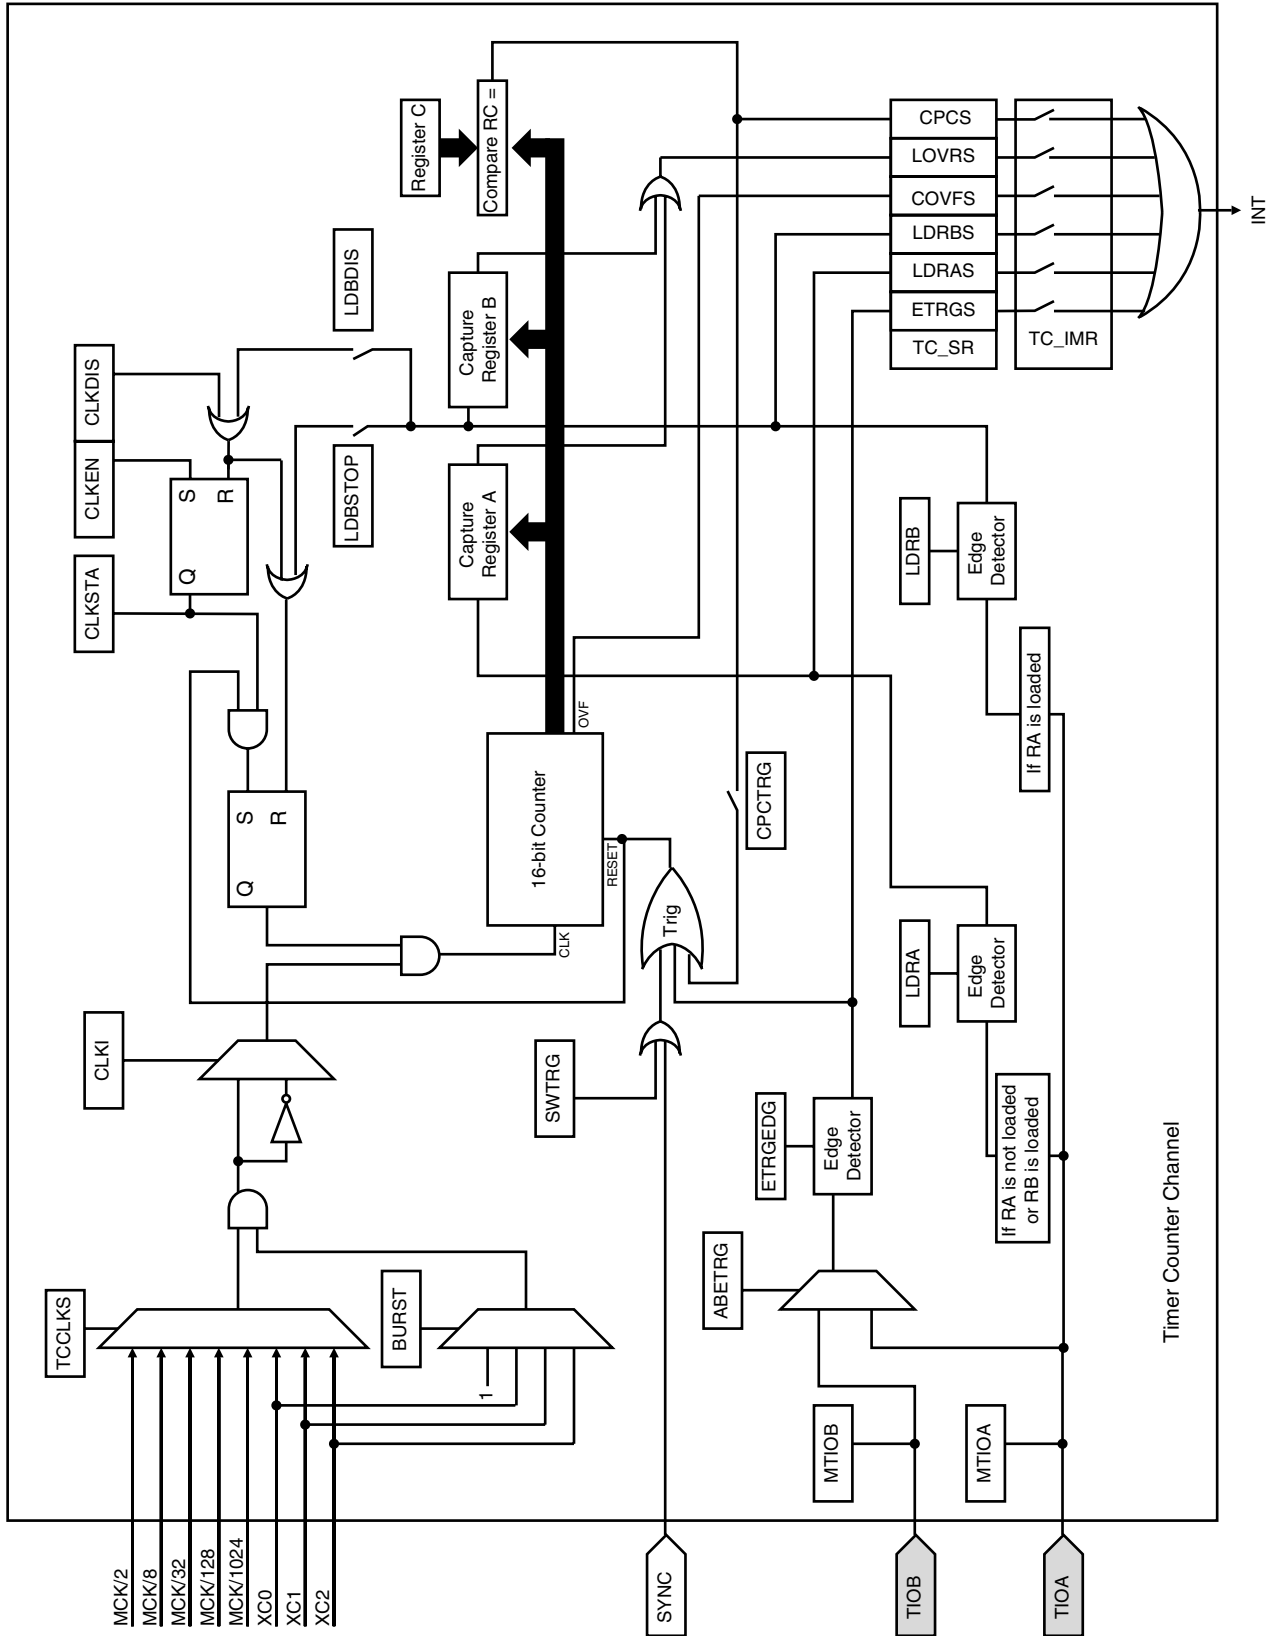 TCCLKS
CLKI
CLKSTA
CLKEN
CLKDIS
MCK/2
MCK/8
MCK/32
MCK/128
MCK/1024
XC0
XC1
XC2
Q
S
R
Q
S
R
LDBSTOP
LDBDIS
BURST
1
Register C
Capture
Register A
Capture
Register B
Compare RC =
16-bit Counter
CLK
OVF
RESET
SWTRG
Trig
SYNC
CPCTRG
ABETRG
ETRGEDG
Edge
Detector
MTIOB
TIOB
MTIOA
TIOA
LDRA
Edge
Detector
LDRB
Edge
Detector
If RA is not loaded
or RB is loaded
If RA is loaded
CPCS
LOVRS
COVFS
LDRBS
LDRAS
ETRGS
TC_SR
TC_IMR
Timer Counter Channel
INT